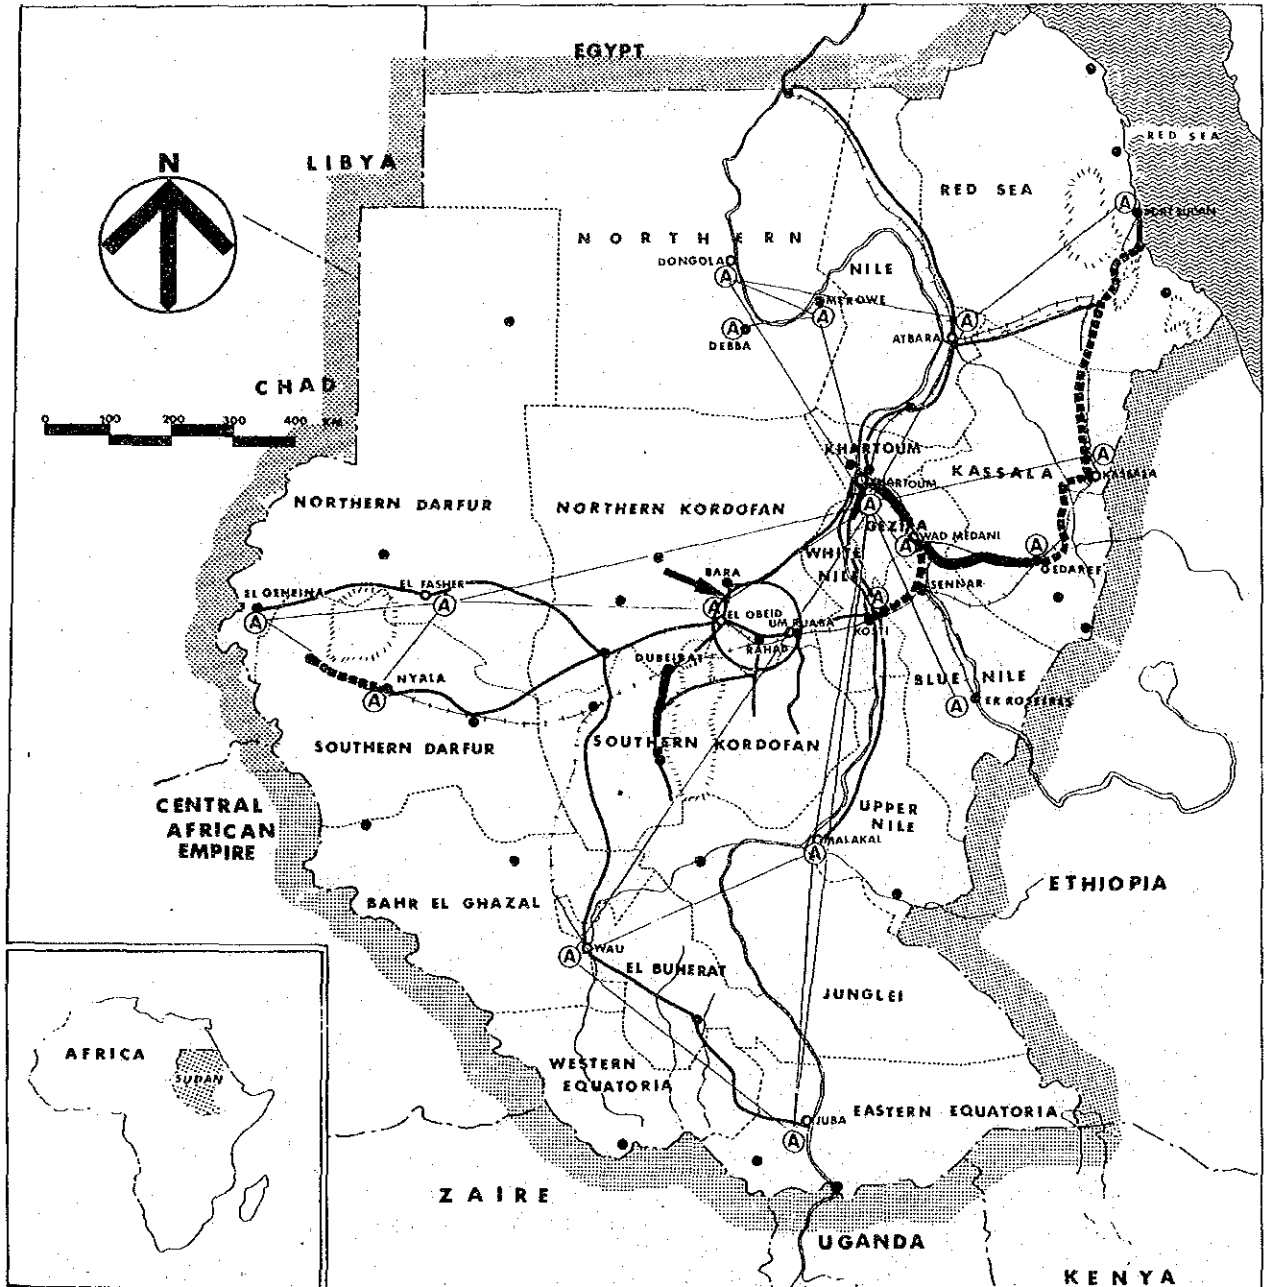 EGYPT
RED SEA
LIBYA
N
RED SEA
A
PORT SUDAN
NORTHERN
DONGOLA
A
NILE
MEROWE
A
A
DEBBA
A
ATBARA
CHAD
0 100 200 300 400 KM
KHARTOUM
A
KASSALA
KASSALA
KHARTOUM
A
NORTHERN DARFUR
NORTHERN KORDOFAN
GEZIRA
A
WAD MEDANI
A
GEDAREF
WHITE
NILE
BARA
SENNAR
EL GENEINA
A
EL FASHER
A
A
EL OBEID
UM RUABA
A
KOSTI
RAHAD
DUBEIBAT
NYALA
A
BLUE NILE
A
ER ROSEIRES
SOUTHERN DARFUR
SOUTHERN KORDOFAN
CENTRAL
AFRICAN
EMPIRE
UPPER
NILE
MALAKAL
A
ETHIOPIA
BAHR EL GHAZAL
A
WAU
EL BUHERAT
JUNGLEI
AFRICA
SUDAN
WESTERN
EQUATORIA
EASTERN EQUATORIA
JUBA
A
ZAIRE
UGANDA
KENYA